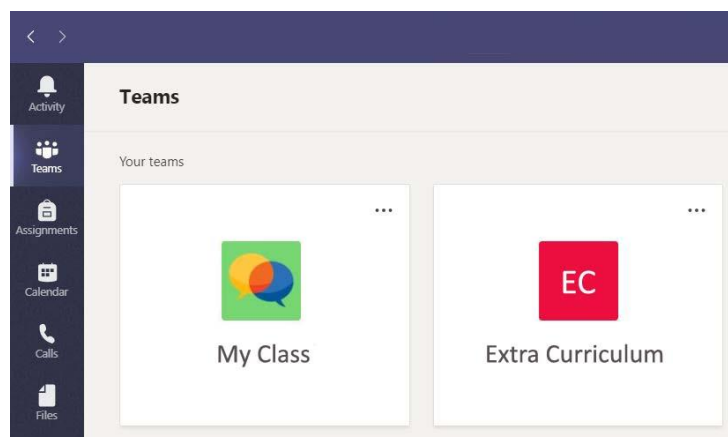 Activity
Teams
Assignments
Calendar
Calls
Files
Teams
Your teams
...
My Class
...
EC
Extra Curriculum